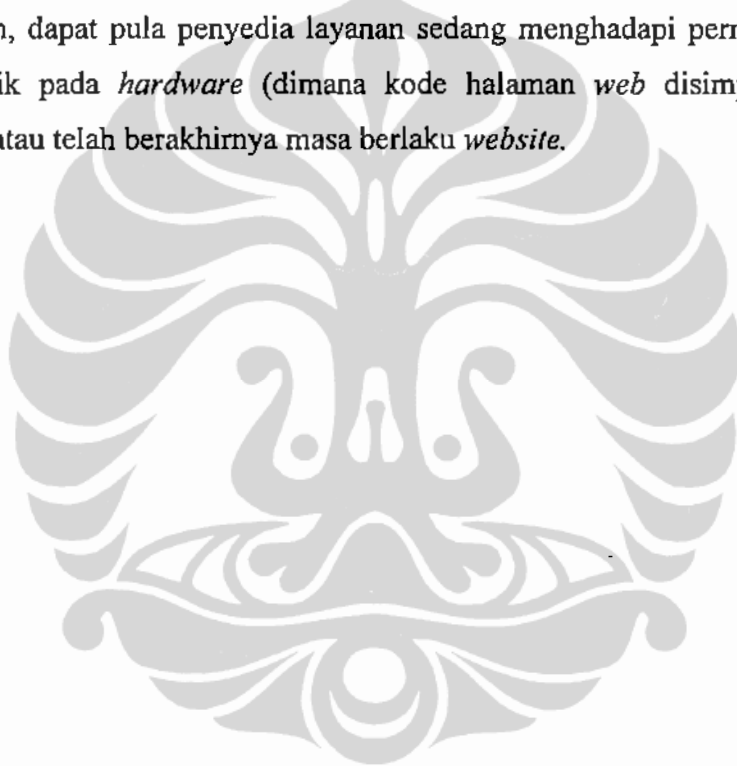 dapat pula penyedia layanan sedang menghadapi
ik pada hardware (dimana kode halaman web disim
atau telah berakhirnya masa berlaku website.